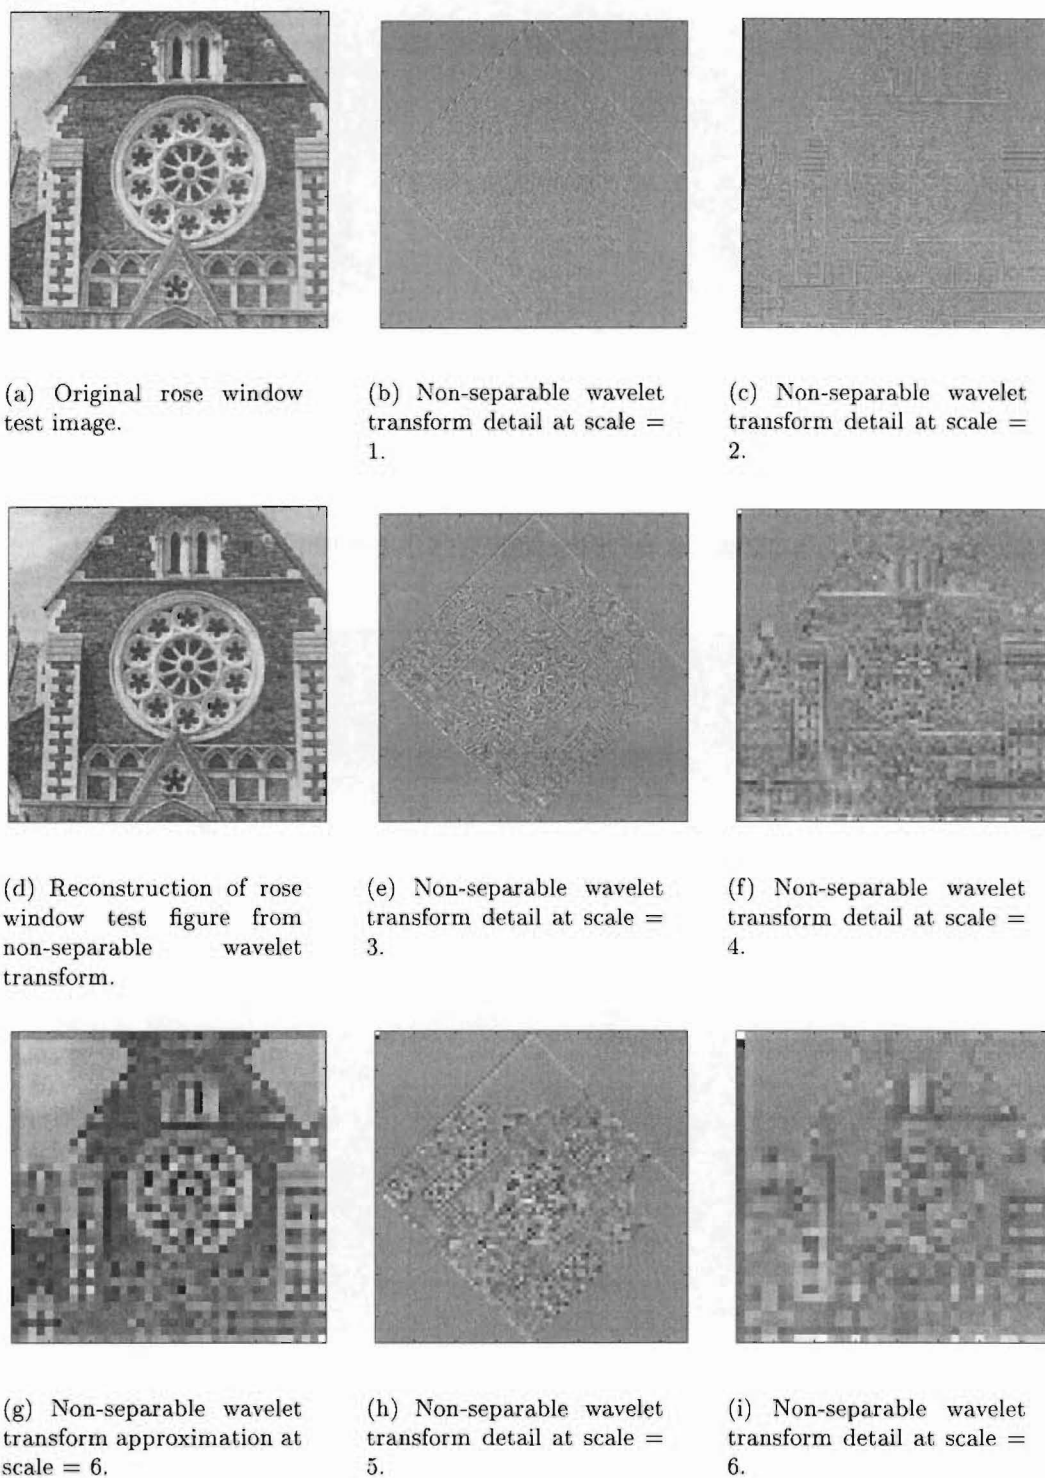 (a) Original rose window
test image.
(b) Non-separable wavelet
transform detail at scale =
1.
(c) Non-separable wavelet
transform detail at scale =
2.
(d) Reconstruction of rose
window test figure from
non-separable wavelet
transform.
(e) Non-separable wavelet
transform detail at scale =
3.
(f) Non-separable wavelet
transform detail at scale =
4.
(g) Non-separable wavelet
transform approximation at
scale = 6.
(h) Non-separable wavelet
transform detail at scale =
5.
(i) Non-separable wavelet
transform detail at scale =
6.